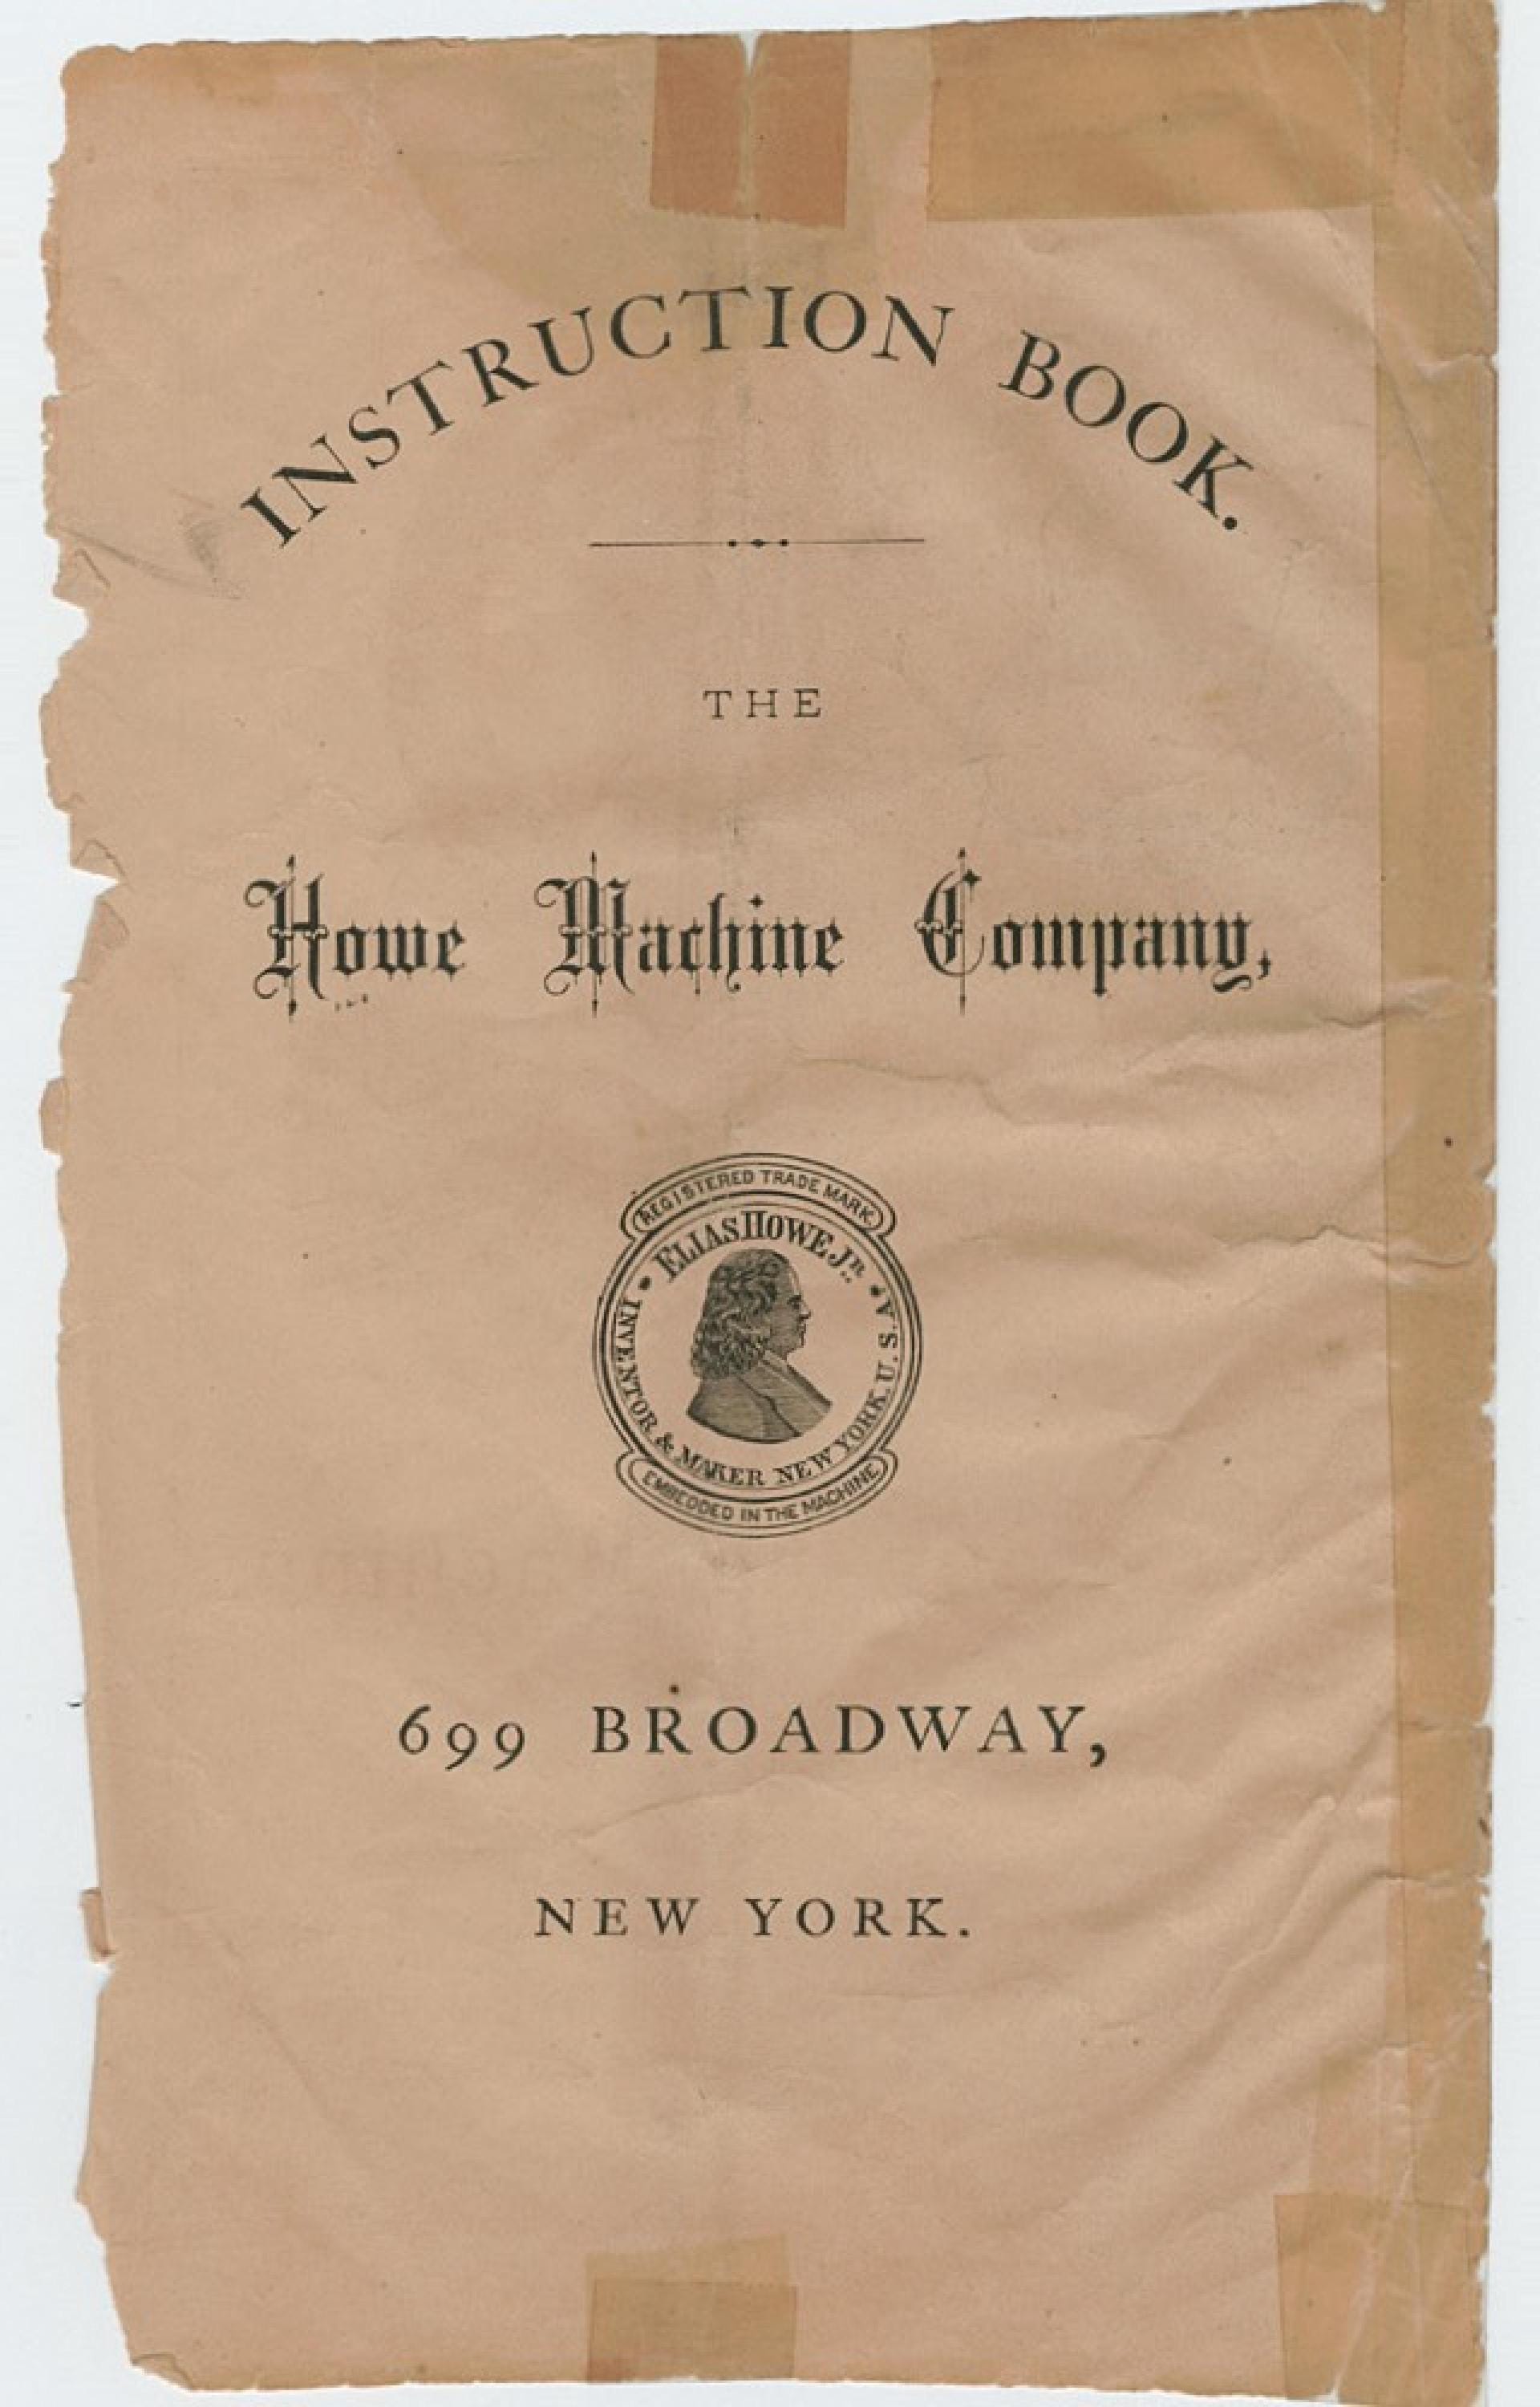 INSTRUCTION BOOK.
THE
Howe Machine Company,
REGISTERED TRADE MARK
ELIAS HOWE JR.
INVENTOR & MAKER NEW YORK. U.S.A
EMBEDDED IN THE MACHINE
699 BROADWAY,
NEW YORK.